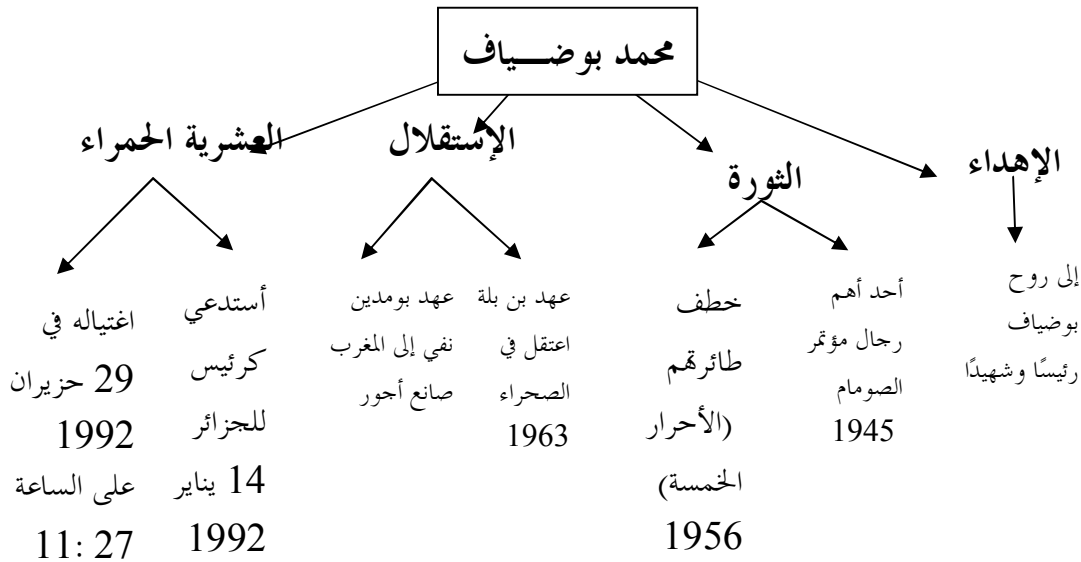 محمد بوضـــياف
الإهداء
إلى روح
بوضياف
رئيسًا وشهيدًا
الثورة
أحد أهم
رجال مؤتمر
الصومام
1945
خطف
طائرتهم
(الأحرار
الخمسة)
1956
الإستقلال
عهد بن بلة
اعتقل في
الصحراء
1963
عهد بومدين
نفي إلى المغرب
صانع أجور
العشرية الحمراء
أستدعي
كرئيس
للجزائر
14 يناير
1992
اغتياله في
29 حزيران
1992
على الساعة
11: 27